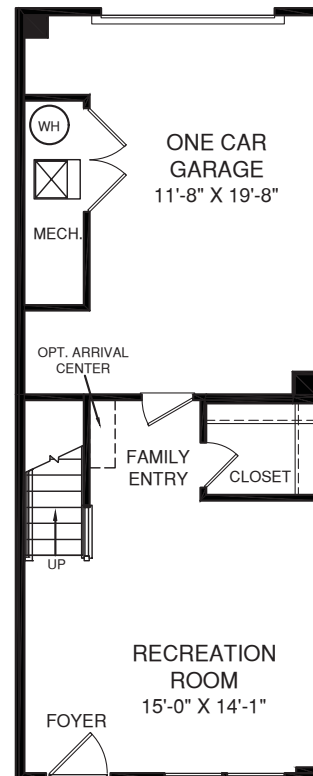 ONE CAR
GARAGE
11'-8" X 19'-8"
WH
MECH.
OPT. ARRIVAL
CENTER
FAMILY
ENTRY
CLOSET
UP
RECREATION
ROOM
15'-0" X 14'-1"
FOYER